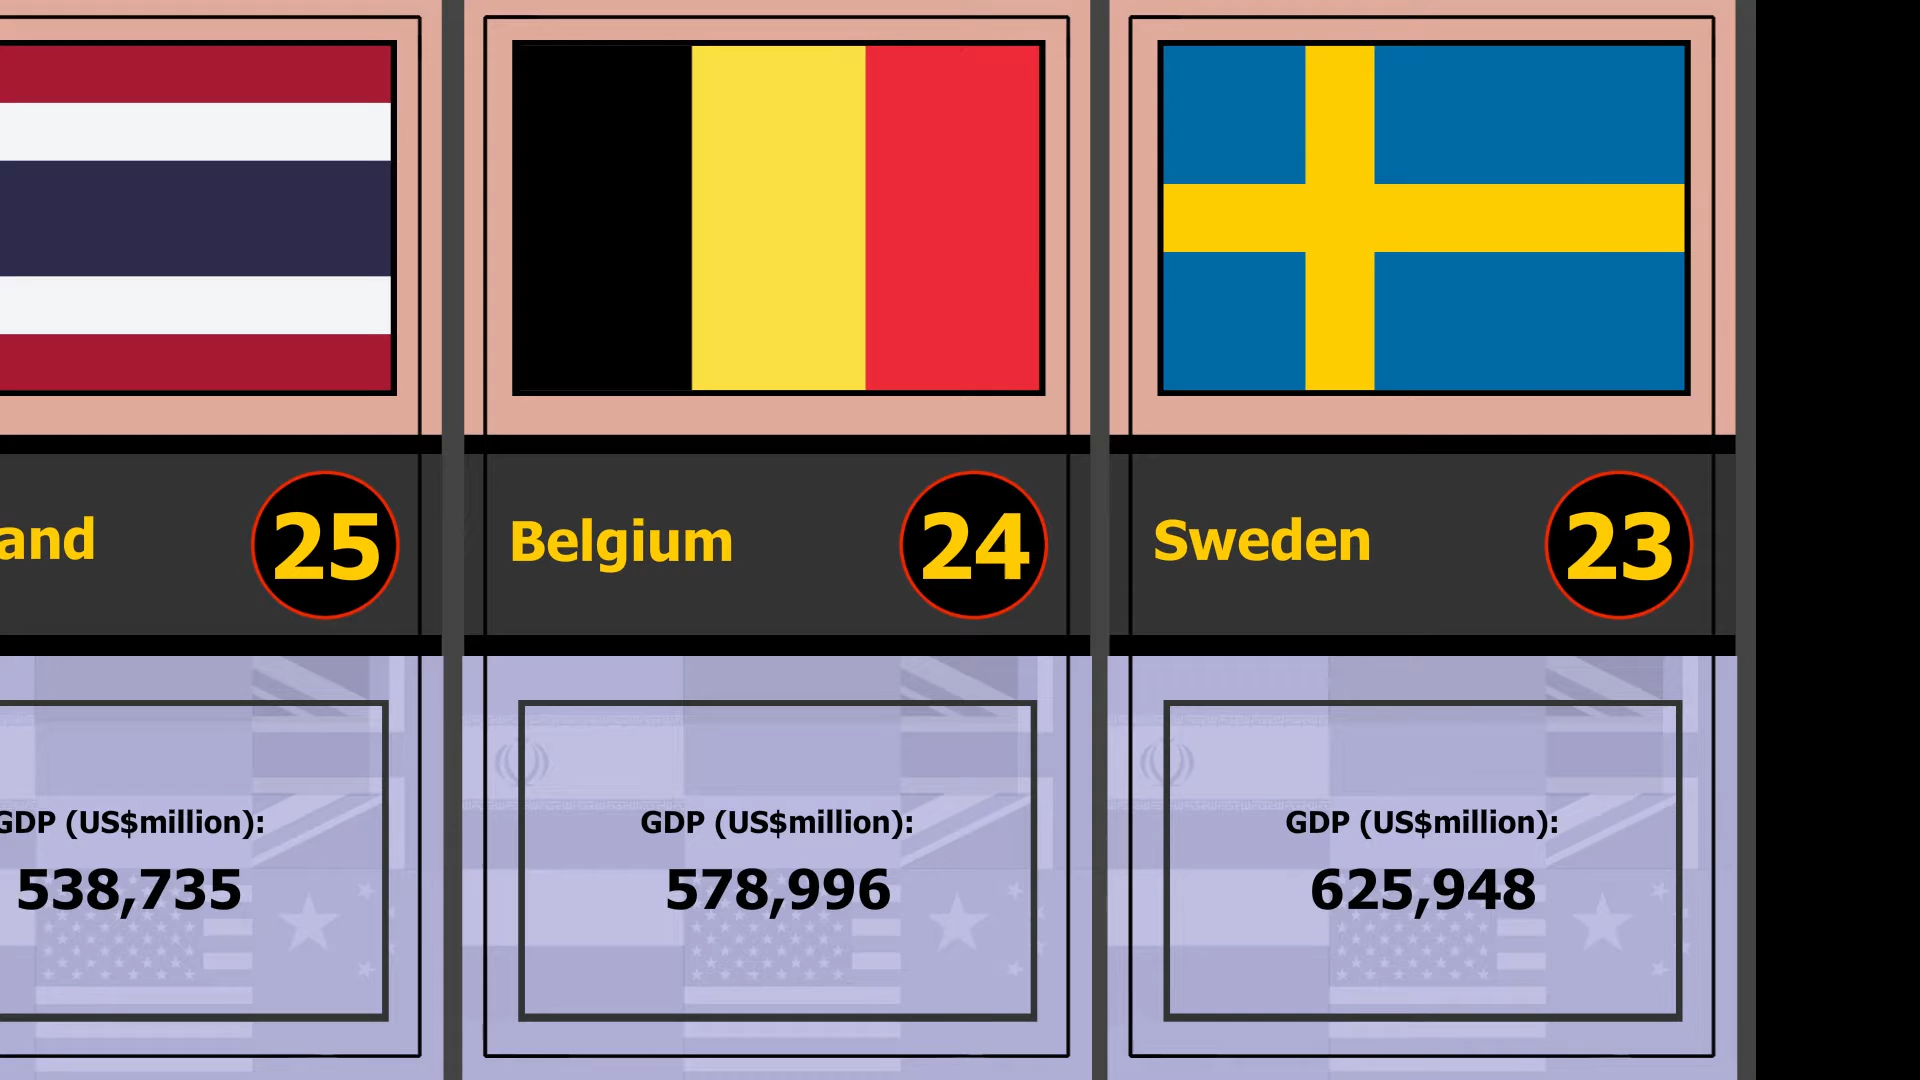 and
25
Belgium
24
Sweden
23
GDP (US$million):
538,735
GDP (US$million):
578,996
GDP (US$million):
625,948